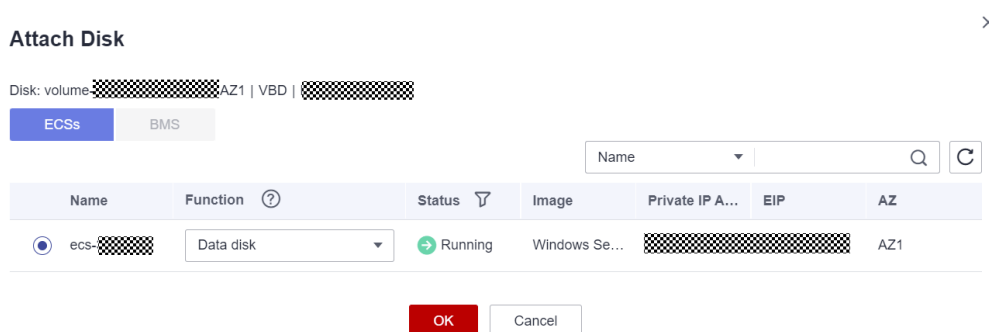 Attach Disk
Disk: volume- AZ1 | VBD |
ECSs BMS
Name
Name Function ? Status Image Private IP A... EIP AZ
ecs- Data disk Running Windows Se... AZ1
OK Cancel